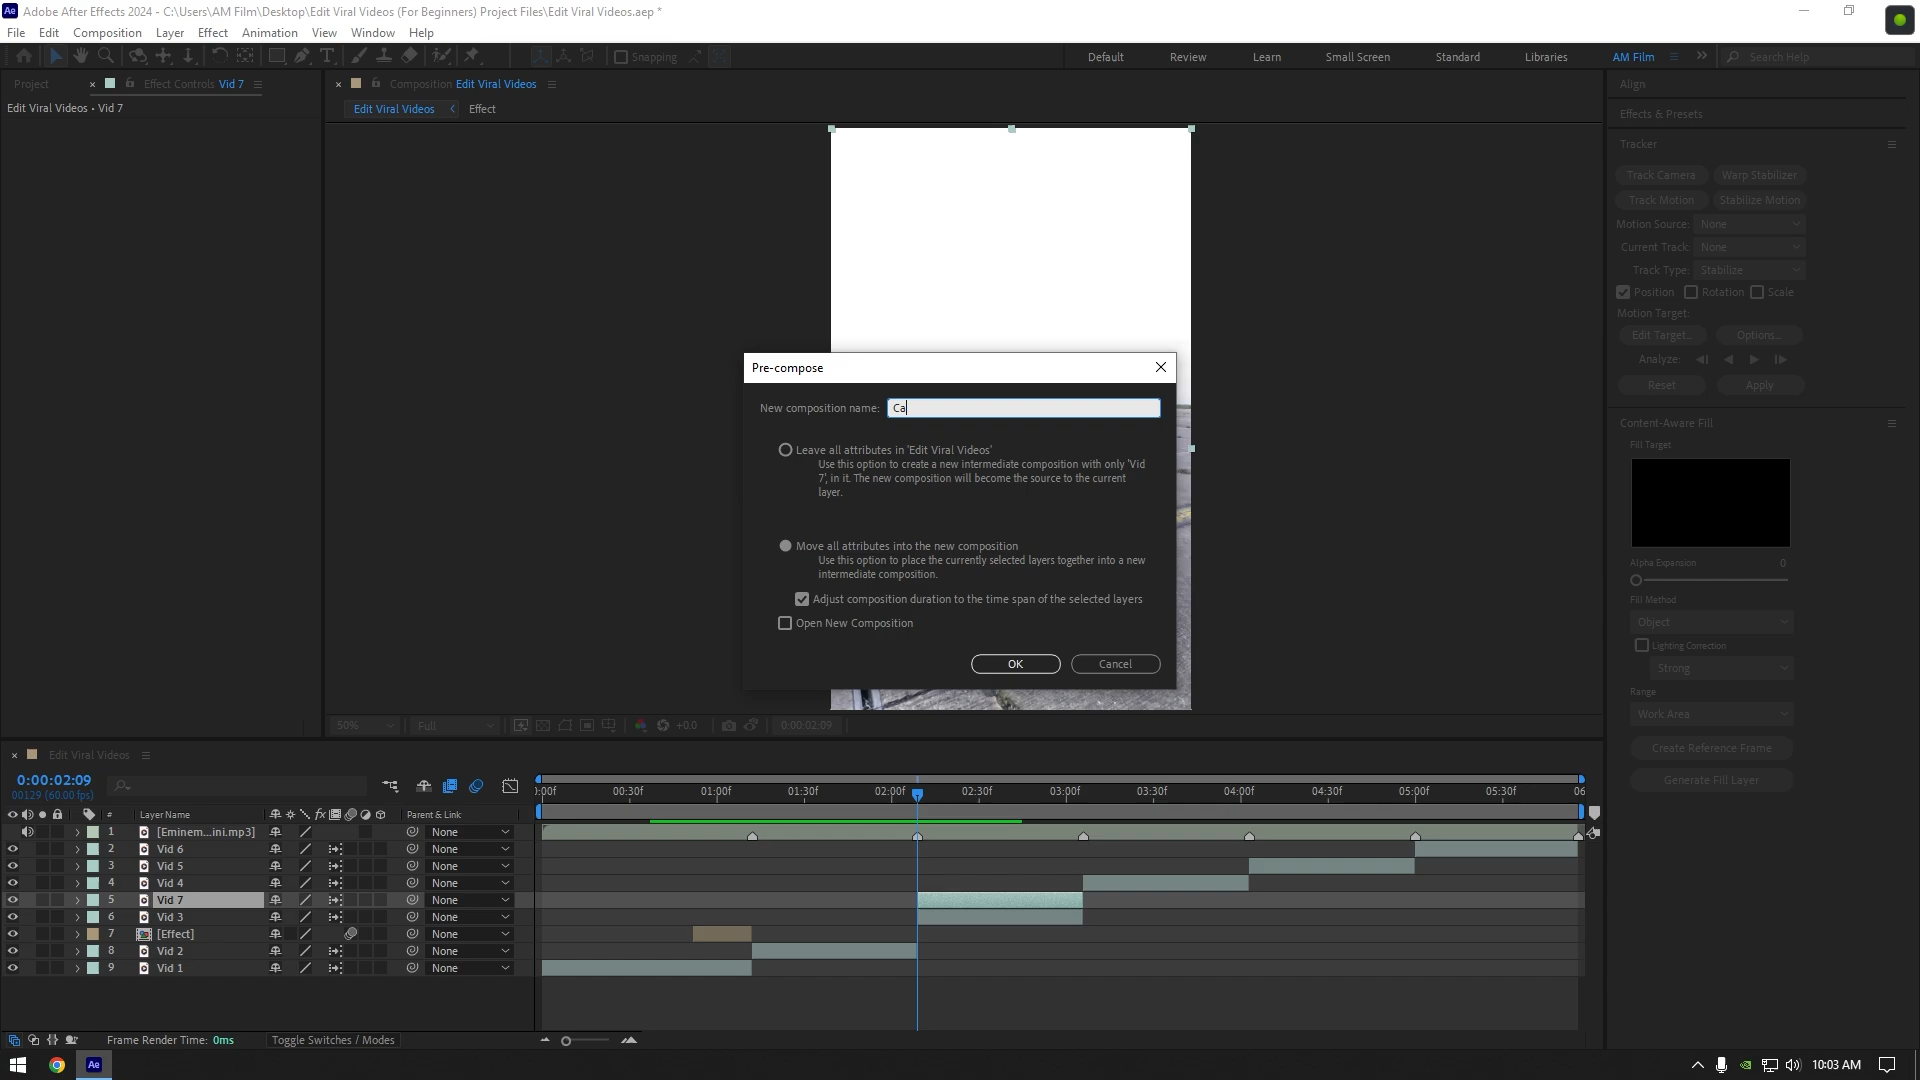 Adobe After Effects 2024 - C:\Users\AM Film\Desktop\Edit Viral Videos (For Beginners) Project Files\Edit Viral Videos.aep *
File Edit Composition Layer Effect Animation View Window Help
Snapping Default Review Learn Small Screen Standard Libraries AM Film Search Help
Project Effect Controls Vid 7 Composition Edit Viral Videos Align
Edit Viral Videos • Vid 7 Edit Viral Videos Effect
Effects & Presets
Tracker
Track Camera Warp Stabilizer
Track Motion Stabilize Motion
Motion Source: None
Current Track: None
Track Type: Stabilize
Position Rotation Scale
Motion Target:
Edit Target... Options...
Analyze:
Reset Apply
Content-Aware Fill
Fill Target
Alpha Expansion 0
Fill Method
Object
Lighting Correction
Strong
Range
Work Area
Create Reference Frame
Generate Fill Layer
Pre-compose
New composition name: Ca
Leave all attributes in 'Edit Viral Videos'
Use this option to create a new intermediate composition with only 'Vid
7', in it. The new composition will become the source to the current
layer.
Move all attributes into the new composition
Use this option to place the currently selected layers together into a new
intermediate composition.
Adjust composition duration to the time span of the selected layers
Open New Composition
OK Cancel
50% Full +0.0 0:00:02:09
Edit Viral Videos
0:00:02:09
00129 (60.00 fps)
:00f 00:30f 01:00f 01:30f 02:00f 02:30f 03:00f 03:30f 04:00f 04:30f 05:00f 05:30f 06
# Layer Name fx Parent & Link
1 [Eminem...ini.mp3] None
2 Vid 6 None
3 Vid 5 None
4 Vid 4 None
5 Vid 7 None
6 Vid 3 None
7 [Effect] None
8 Vid 2 None
9 Vid 1 None
Frame Render Time: 0ms Toggle Switches / Modes
Ae 10:03 AM